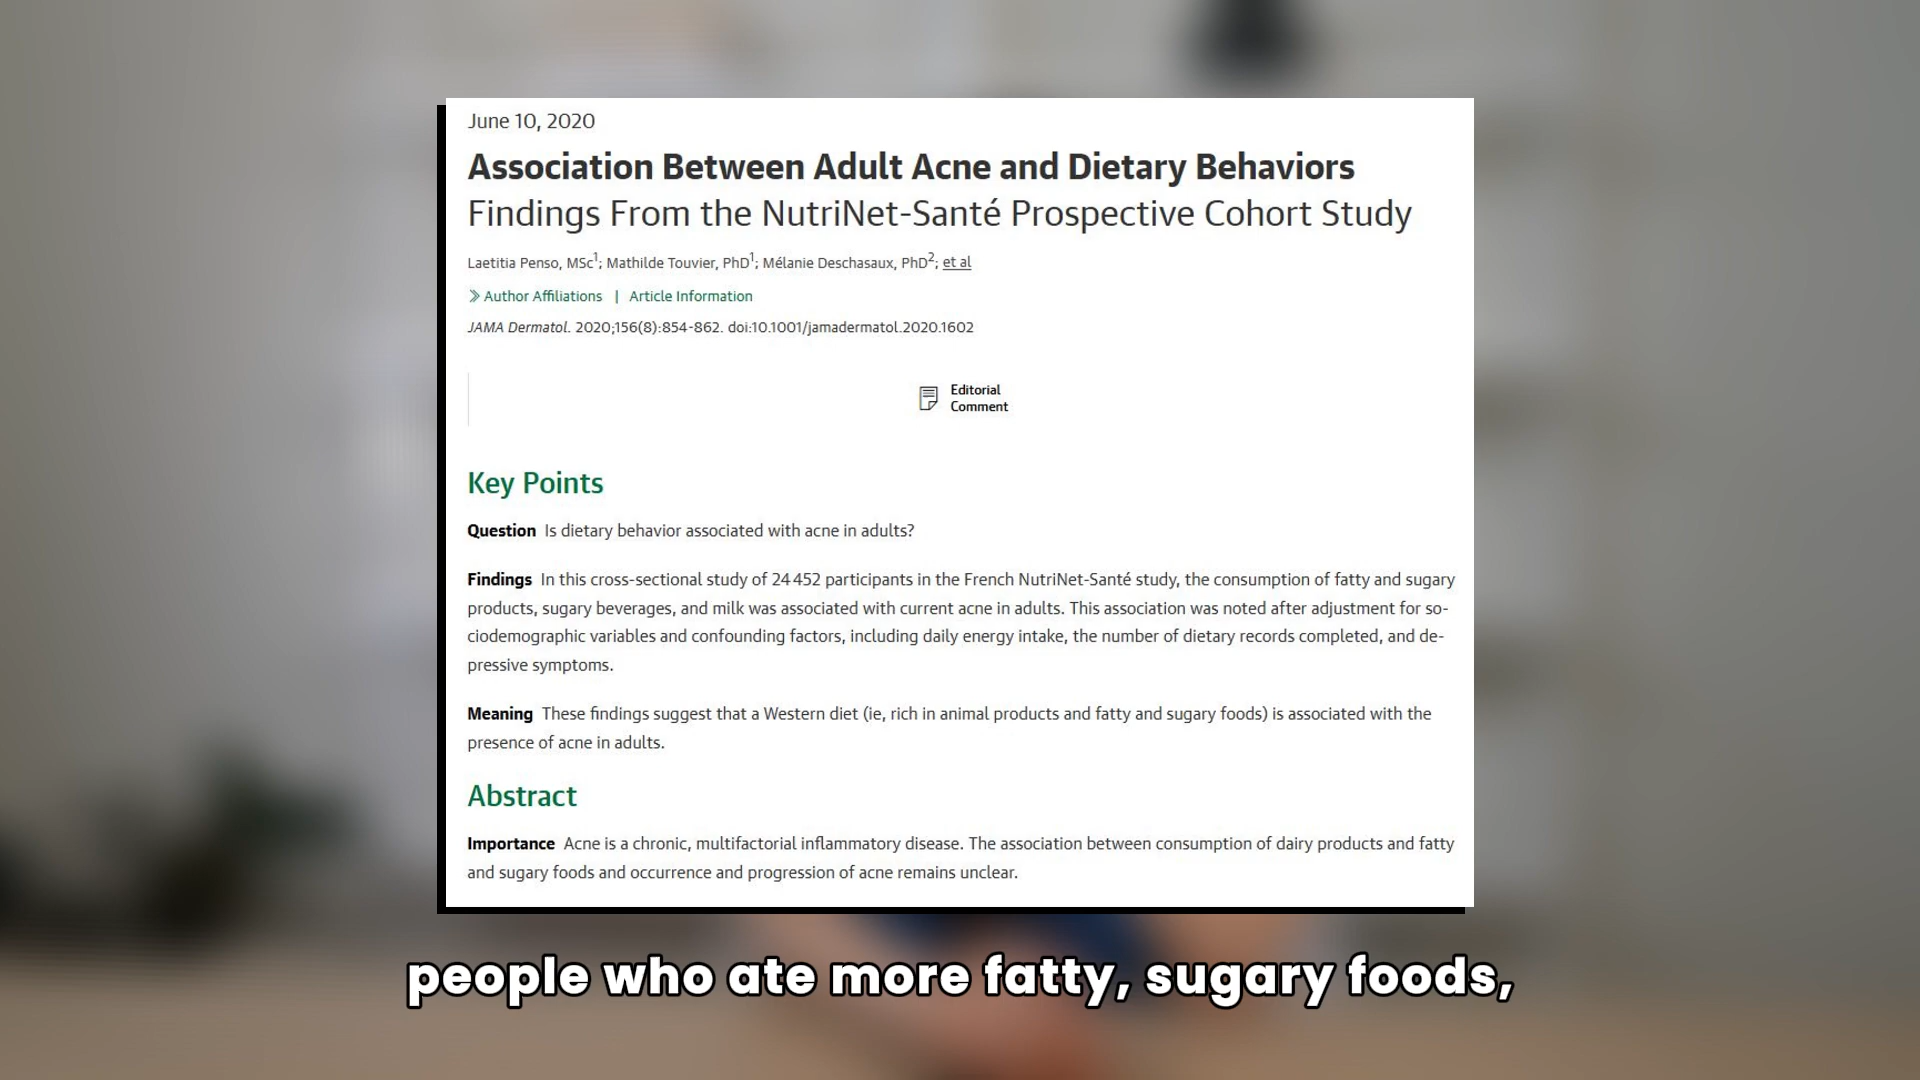 June 10, 2020
Association Between Adult Acne and Dietary Behaviors
Findings From the NutriNet-Santé Prospective Cohort Study
Laetitia Penso, MSc1; Mathilde Touvier, PhD1; Mélanie Deschasaux, PhD2; et al
Author Affiliations | Article Information
JAMA Dermatol. 2020;156(8):854-862. doi:10.1001/jamadermatol.2020.1602
Editorial
Comment
Key Points
Question Is dietary behavior associated with acne in adults?
Findings In this cross-sectional study of 24 452 participants in the French NutriNet-Santé study, the consumption of fatty and sugary
products, sugary beverages, and milk was associated with current acne in adults. This association was noted after adjustment for so-
ciodemographic variables and confounding factors, including daily energy intake, the number of dietary records completed, and de-
pressive symptoms.
Meaning These findings suggest that a Western diet (ie, rich in animal products and fatty and sugary foods) is associated with the
presence of acne in adults.
Abstract
Importance Acne is a chronic, multifactorial inflammatory disease. The association between consumption of dairy products and fatty
and sugary foods and occurrence and progression of acne remains unclear.
people who ate more fatty, sugary foods,